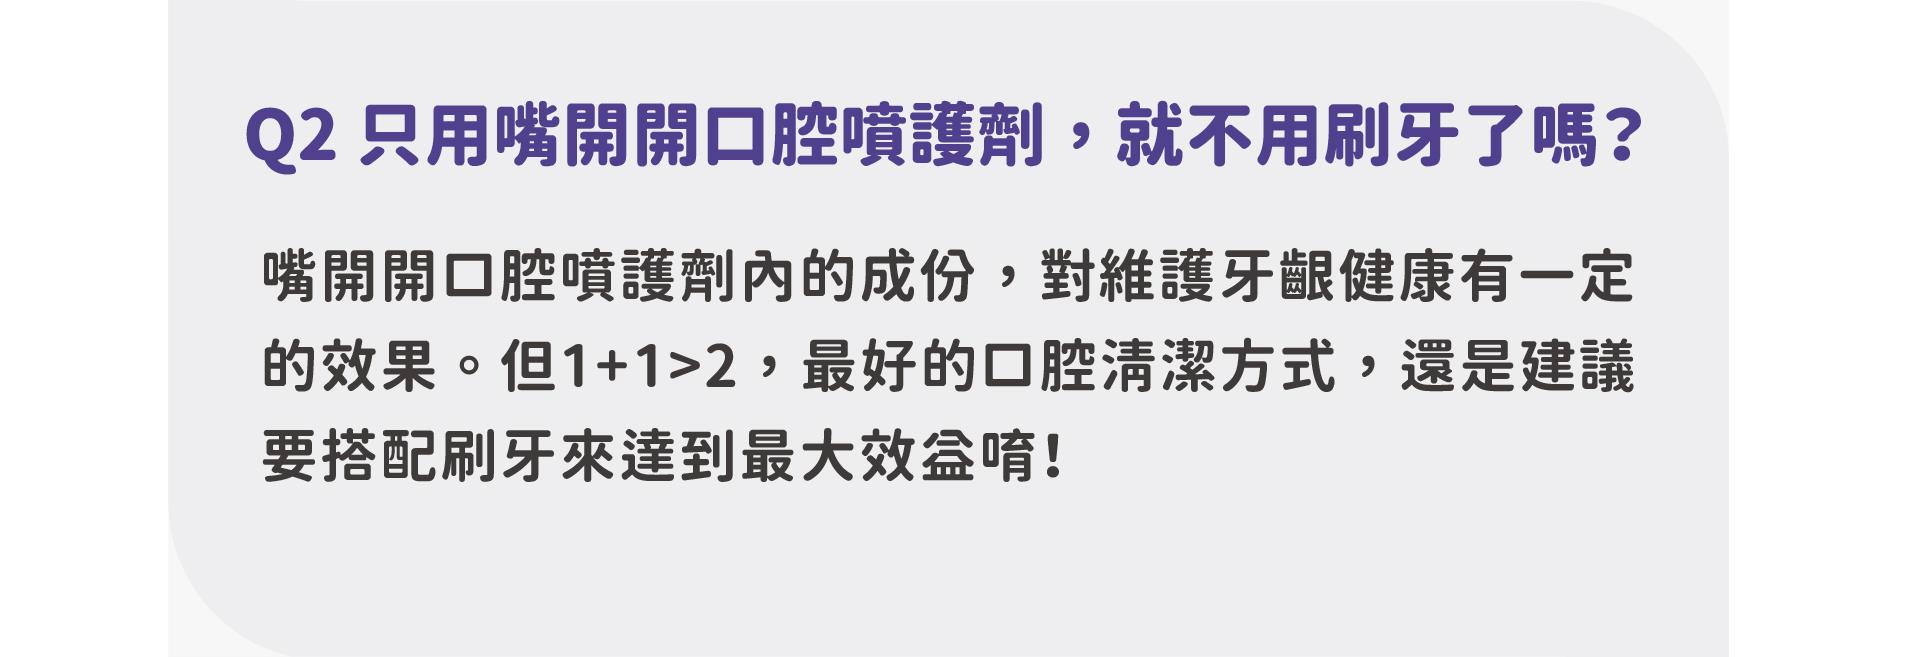 Q2 只用嘴開開口腔噴護劑，就不用刷牙了嗎？
嘴開開口腔噴護劑內的成份，對維護牙齦健康有一定
的效果。但1+1>2，最好的口腔清潔方式，還是建議
要搭配刷牙來達到最大效益唷！